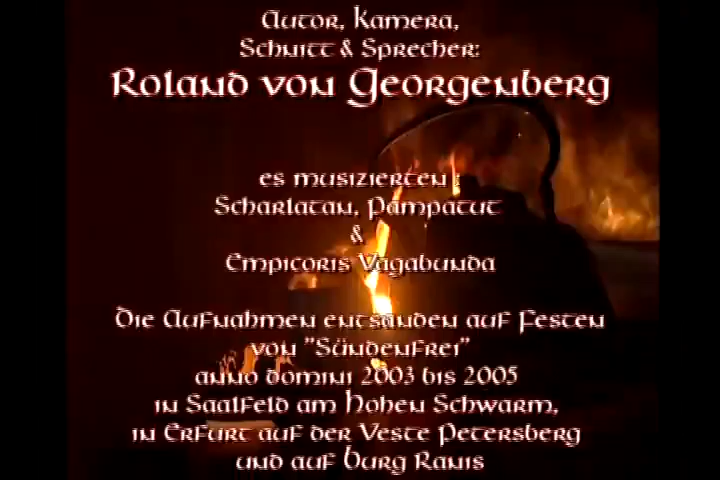 Autor, Kamera,
Schnitt & Sprecher:
Roland von Georgenberg
es musizierten :
Scharlatan, Pampatut
&
Empicoris Vagabunda
Die Aufnahmen entsanden auf Festen
von "Sündenfrei"
anno domini 2003 bis 2005
in Saalfeld am Hohen Schwarm,
in Erfurt auf der Veste Petersberg
und auf Burg Ranis